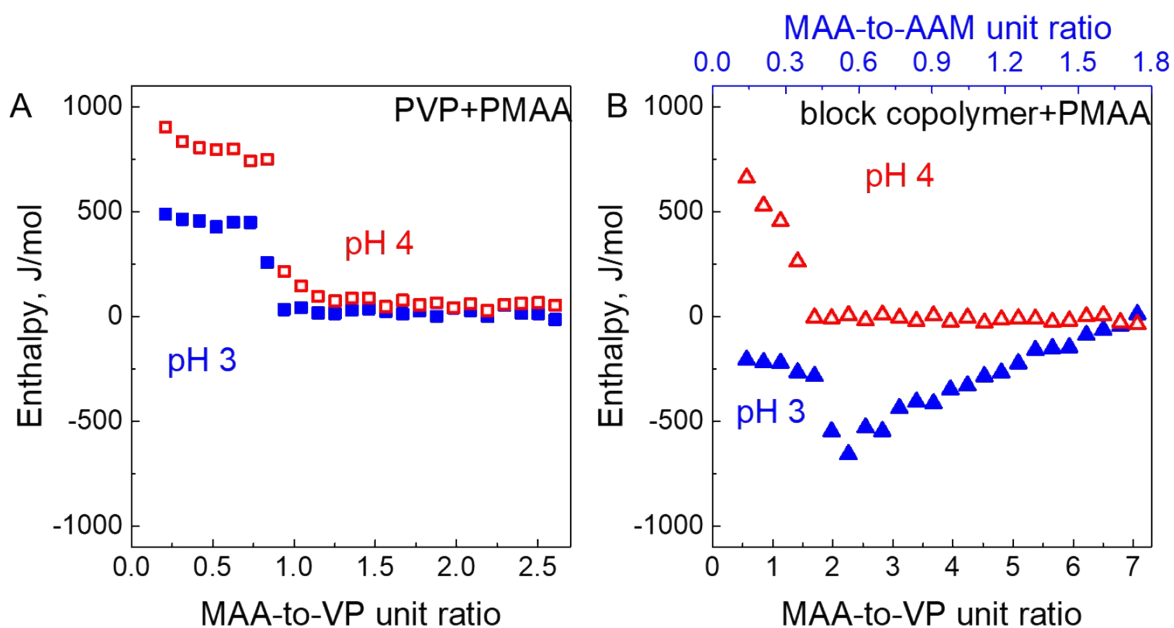 MAA-to-AAM unit ratio
0.0 0.3 0.6 0.9 1.2 1.5 1.8
A
PVP+PMAA
1000
500
0
-500
-1000
Enthalpy, J/mol
pH 4
pH 3
0.0 0.5 1.0 1.5 2.0 2.5
MAA-to-VP unit ratio
B
block copolymer+PMAA
1000
500
0
-500
-1000
Enthalpy, J/mol
pH 4
pH 3
0 1 2 3 4 5 6 7
MAA-to-VP unit ratio